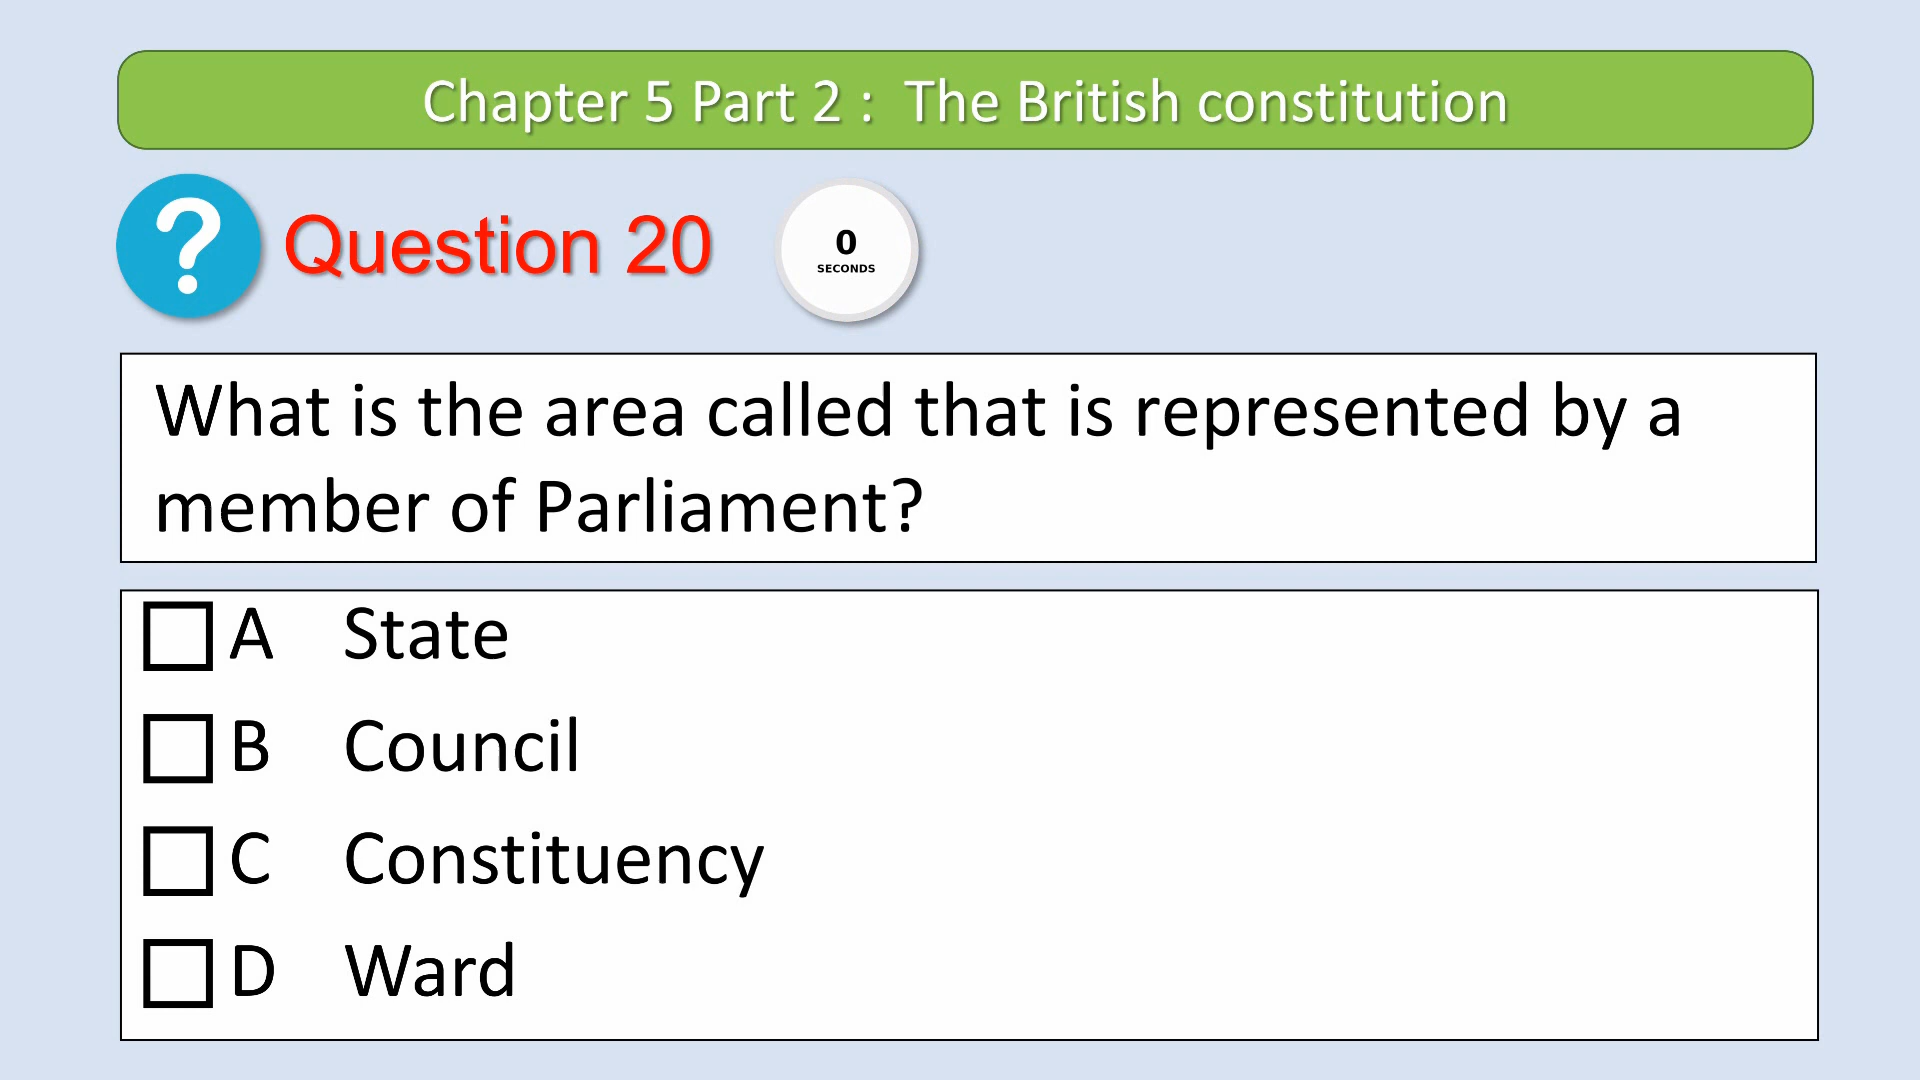 Chapter 5 Part 2 : The British constitution
?
Question 20
0
SECONDS
What is the area called that is represented by a
member of Parliament?
A State
B Council
C Constituency
D Ward